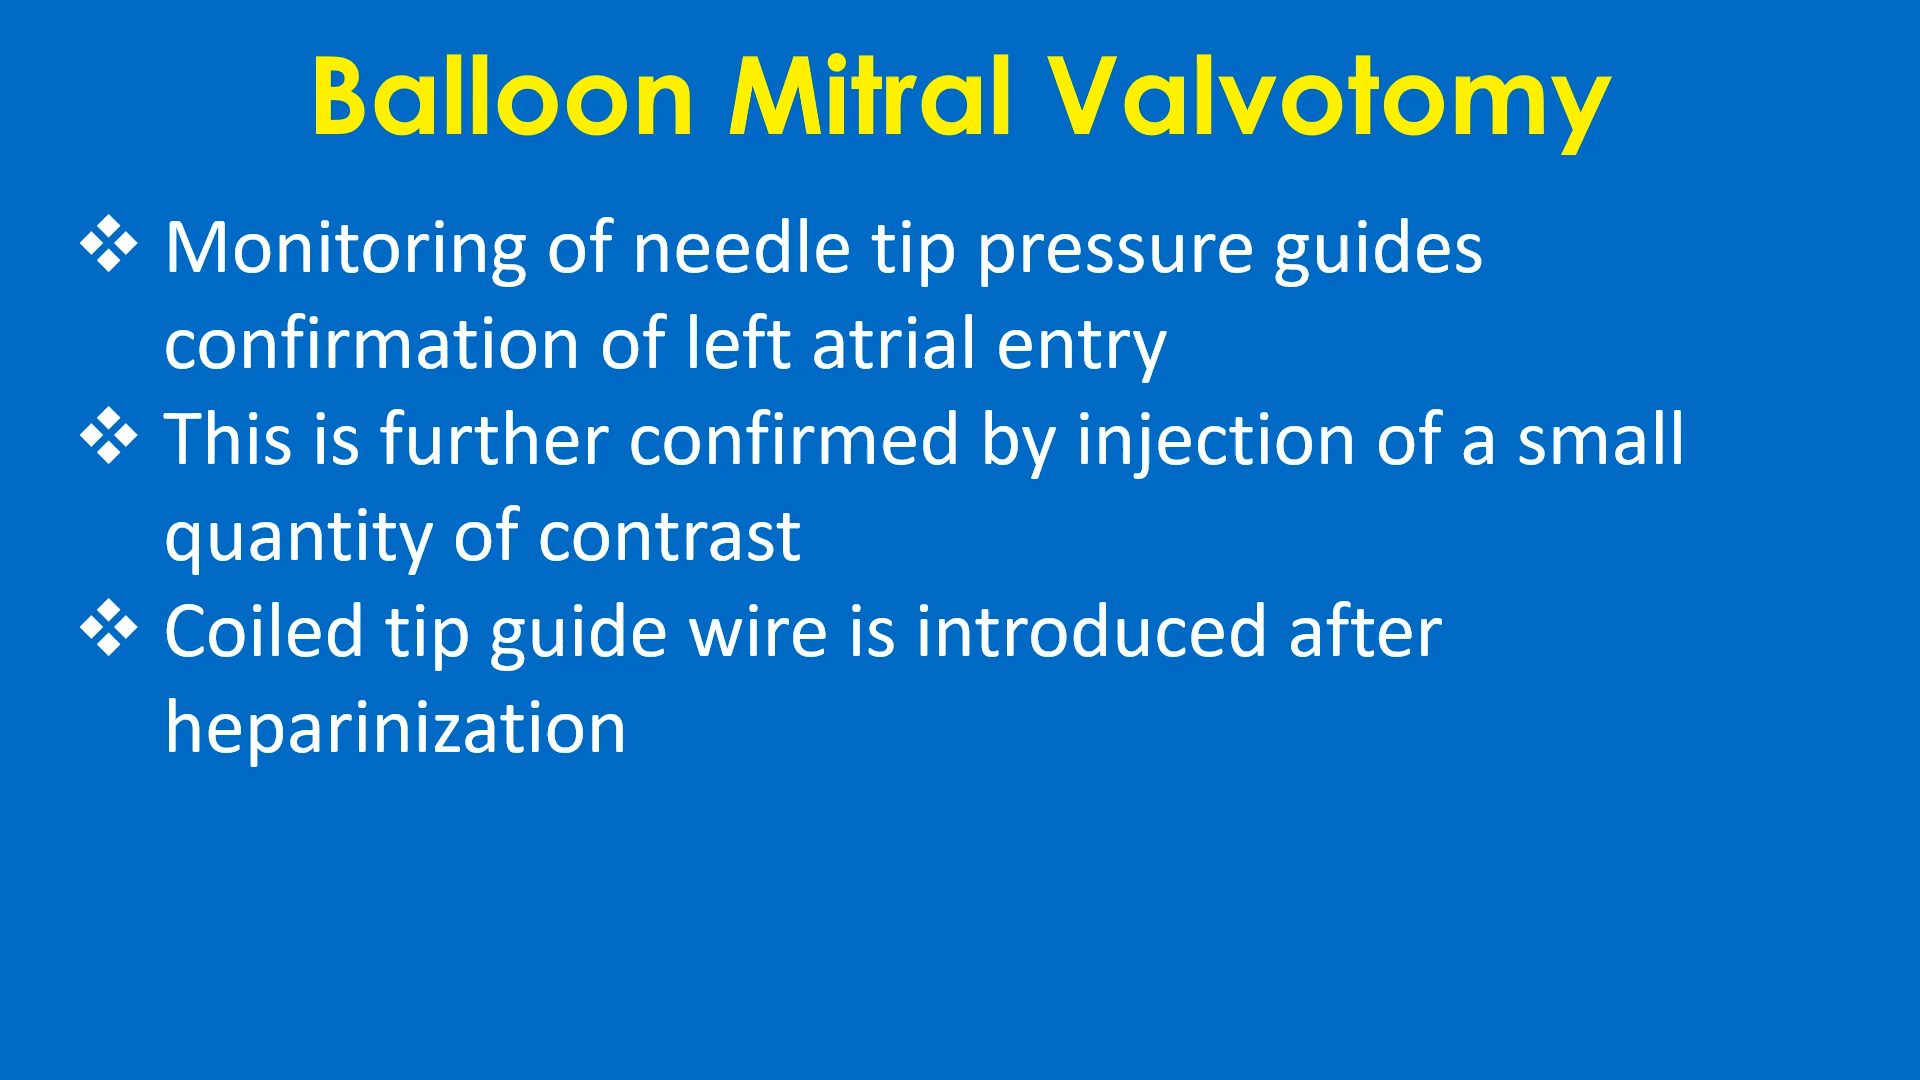 Balloon Mitral Valvotomy
❖ Monitoring of needle tip pressure guides
confirmation of left atrial entry
❖ This is further confirmed by injection of a small
quantity of contrast
❖ Coiled tip guide wire is introduced after
heparinization